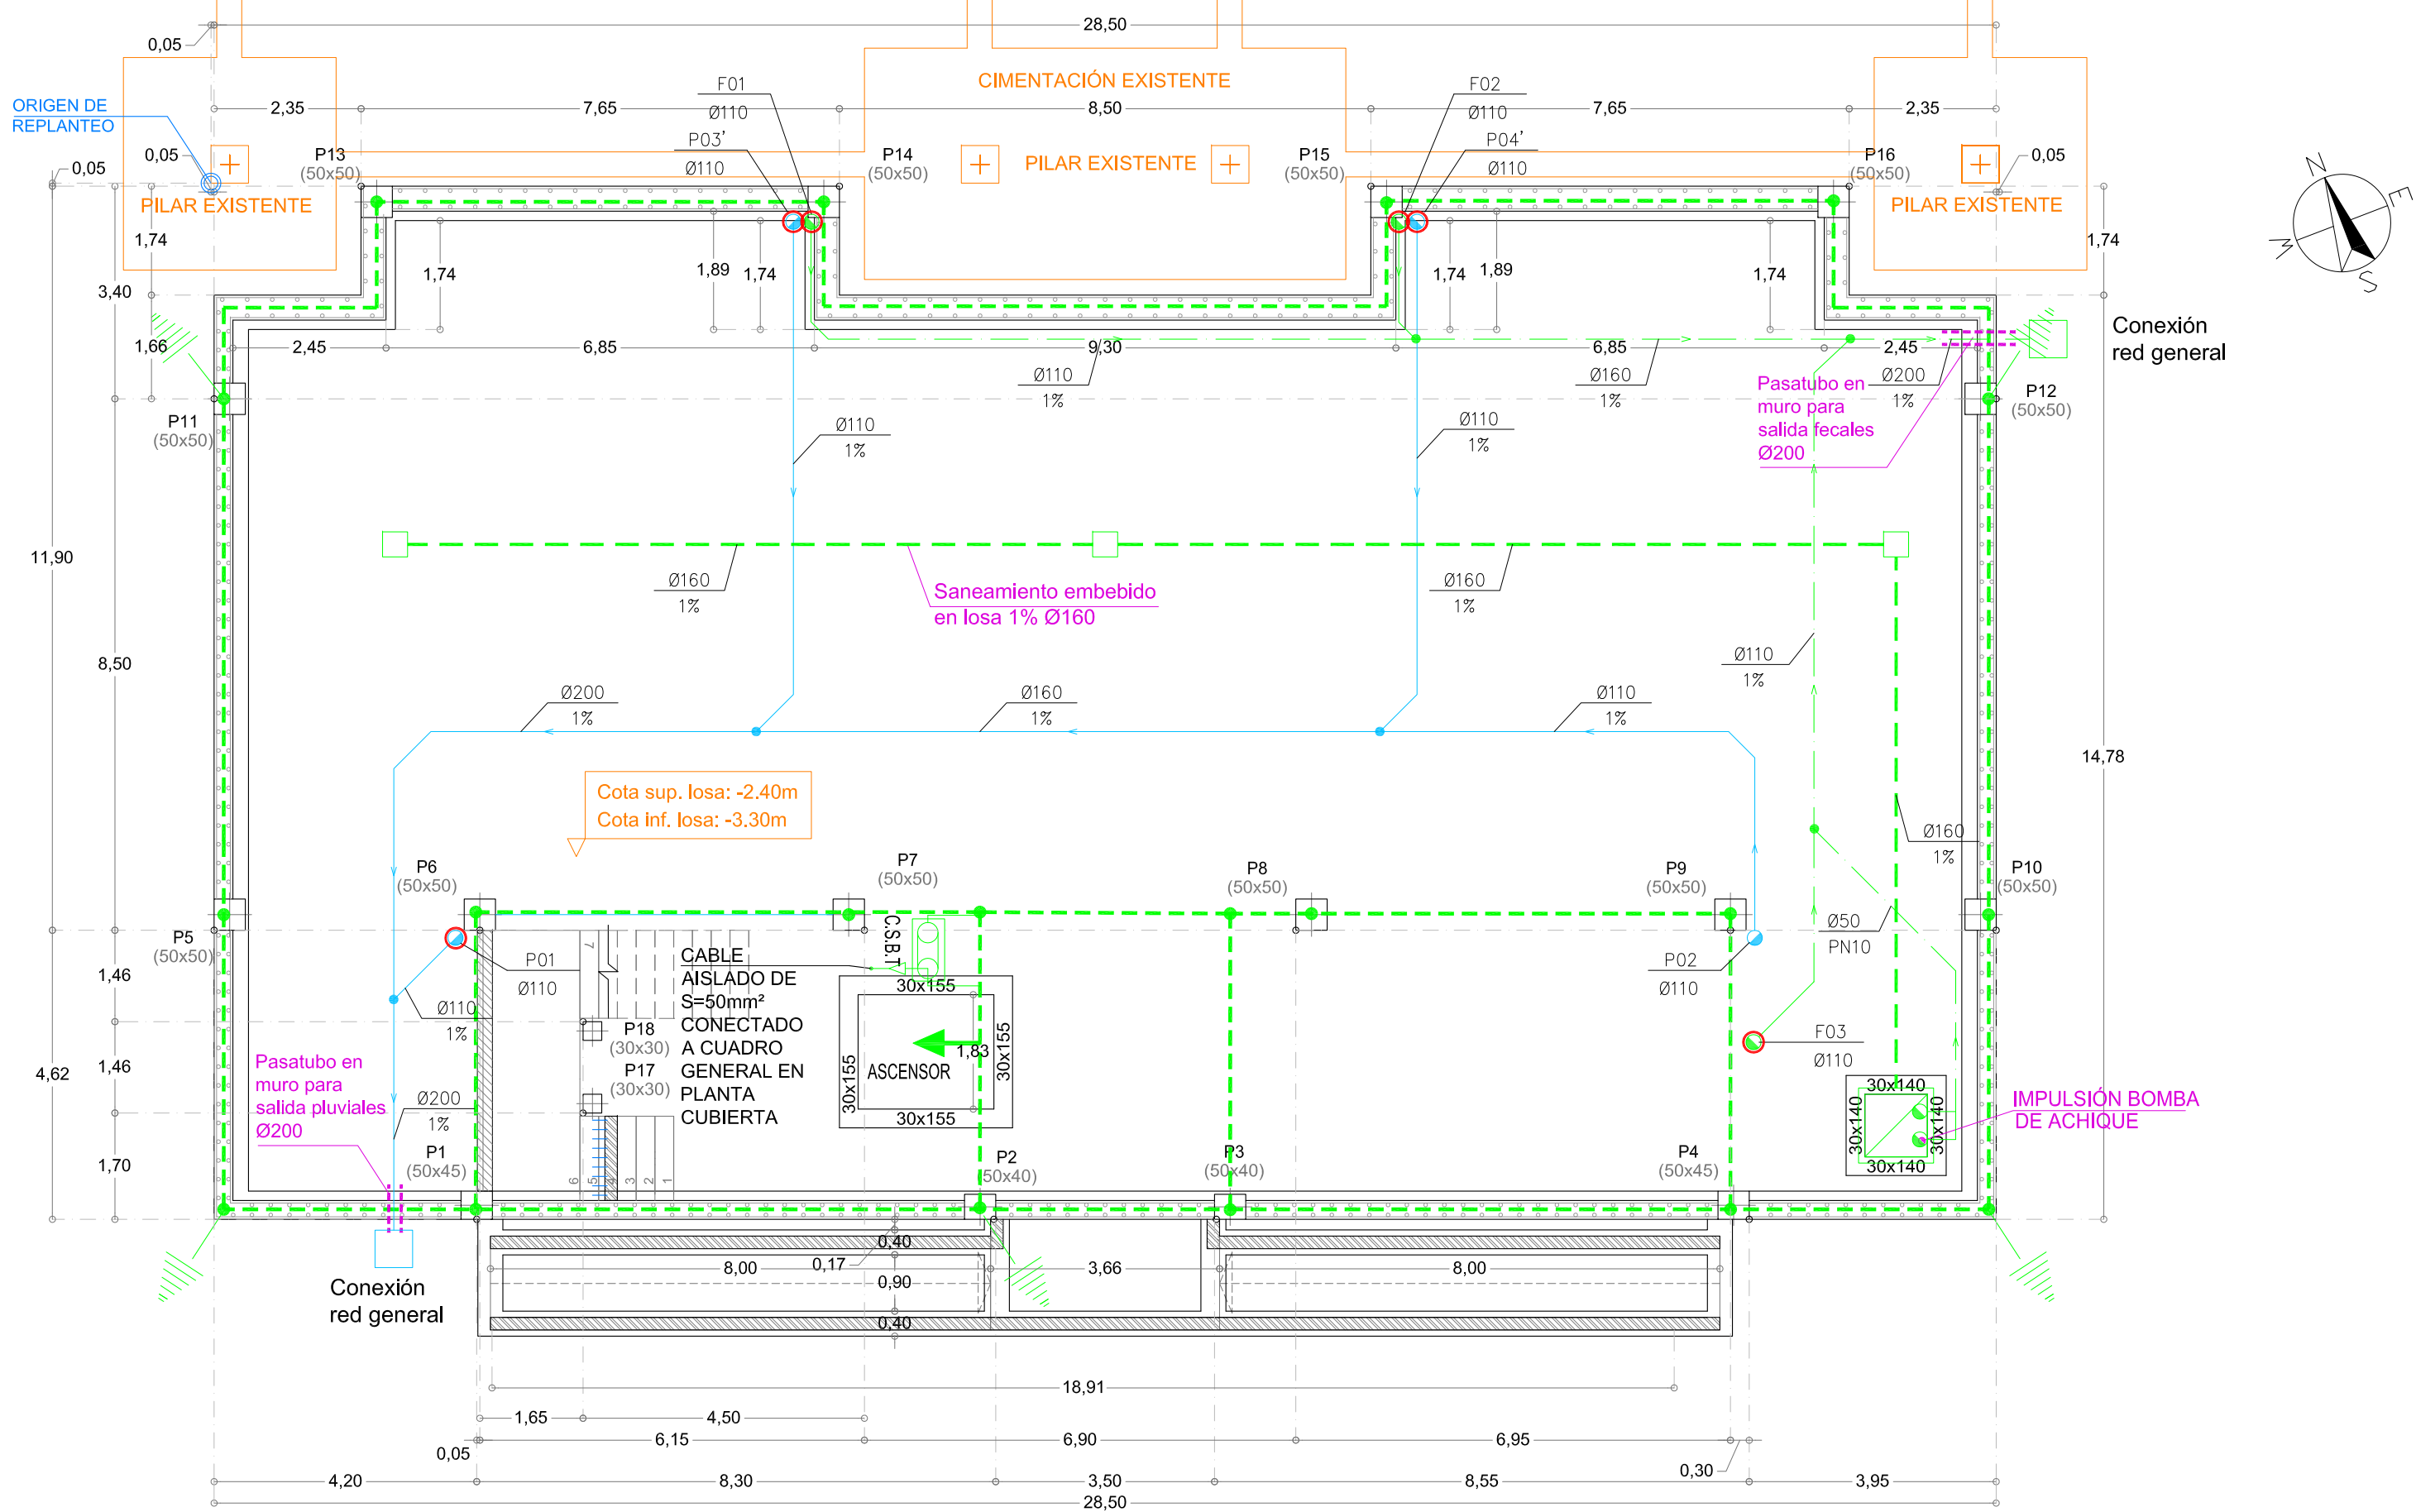 28,50
0,05
CIMENTACIÓN EXISTENTE
F01
Ø110
F02
Ø110
ORIGEN DE
REPLANTEO
2,35
7,65
8,50
7,65
2,35
P03'
Ø110
P04'
Ø110
0,05
0,05
P13
(50x50)
P14
(50x50)
PILAR EXISTENTE
P15
(50x50)
P16
(50x50)
0,05
PILAR EXISTENTE
PILAR EXISTENTE
N
E
S
W
1,74
1,74
1,74
1,89
1,74
1,74
1,89
1,74
3,40
1,66
2,45
6,85
9,30
6,85
2,45
Conexión
red general
Ø110
1%
Ø160
1%
Ø200
1%
Pasatubo en
muro para
salida fecales
Ø200
P11
(50x50)
P12
(50x50)
Ø110
1%
Ø110
1%
11,90
Ø160
1%
Saneamiento embebido
en losa 1% Ø160
Ø160
1%
8,50
Ø110
1%
Ø200
1%
Ø160
1%
Ø110
1%
14,78
Cota sup. losa: -2.40m
Cota inf. losa: -3.30m
Ø160
1%
P6
(50x50)
P7
(50x50)
P8
(50x50)
P9
(50x50)
P10
(50x50)
P5
(50x50)
C.S.B.T
Ø50
PN10
7
P01
Ø110
CABLE
AISLADO DE
S=50mm²
CONECTADO
A CUADRO
GENERAL EN
PLANTA
CUBIERTA
P02
Ø110
1,46
Ø110
1%
30x155
30x155
30x155
30x155
1,83
ASCENSOR
P18
(30x30)
P17
(30x30)
F03
Ø110
4,62
1,46
Pasatubo en
muro para
salida pluviales
Ø200
Ø200
1%
30x140
30x140
30x140
30x140
IMPULSIÓN BOMBA
DE ACHIQUE
1,70
P1
(50x45)
P2
(50x40)
P3
(50x40)
P4
(50x45)
6
5
4
3
2
1
0,40
0,17
0,90
0,40
8,00
3,66
8,00
Conexión
red general
18,91
1,65
4,50
0,05
6,15
6,90
6,95
0,30
4,20
8,30
3,50
8,55
3,95
28,50